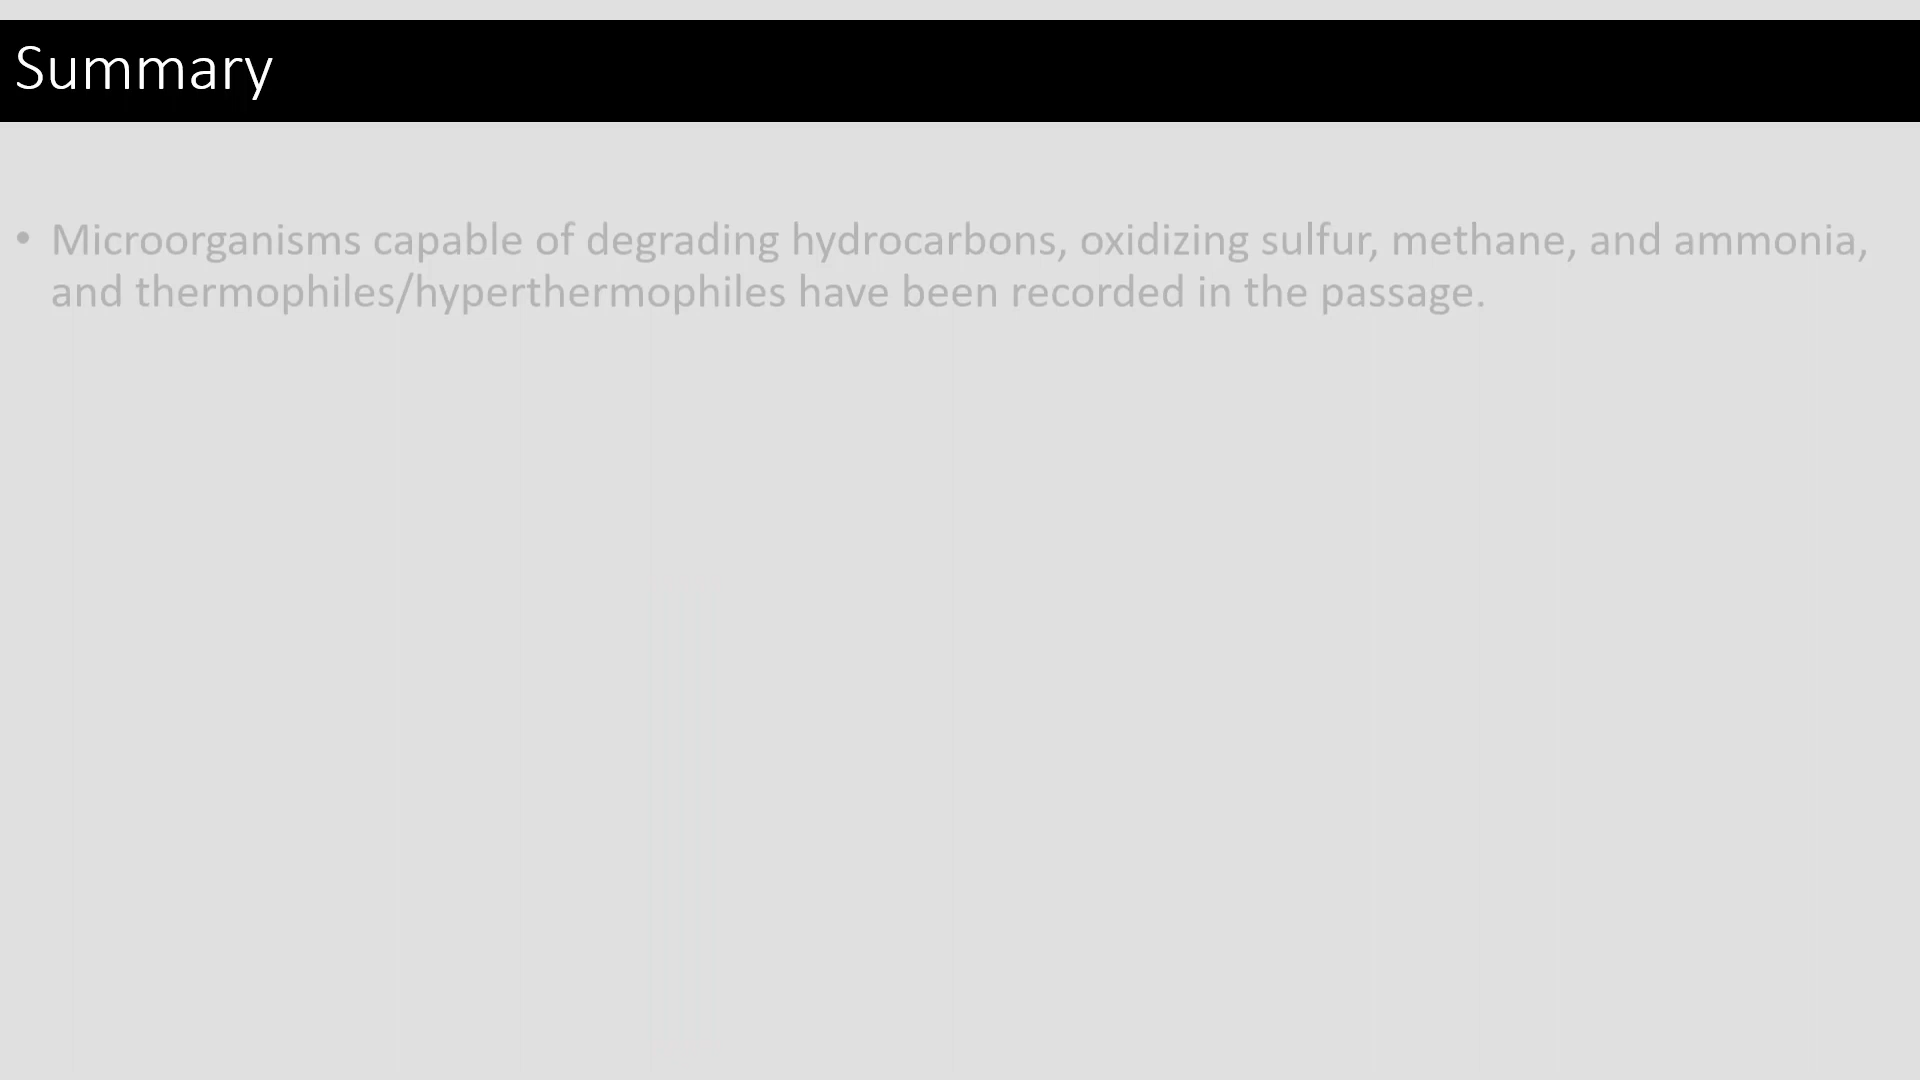 Summary
• Microorganisms capable of degrading hydrocarbons, oxidizing sulfur, methane, and ammonia,
and thermophiles/hyperthermophiles have been recorded in the passage.